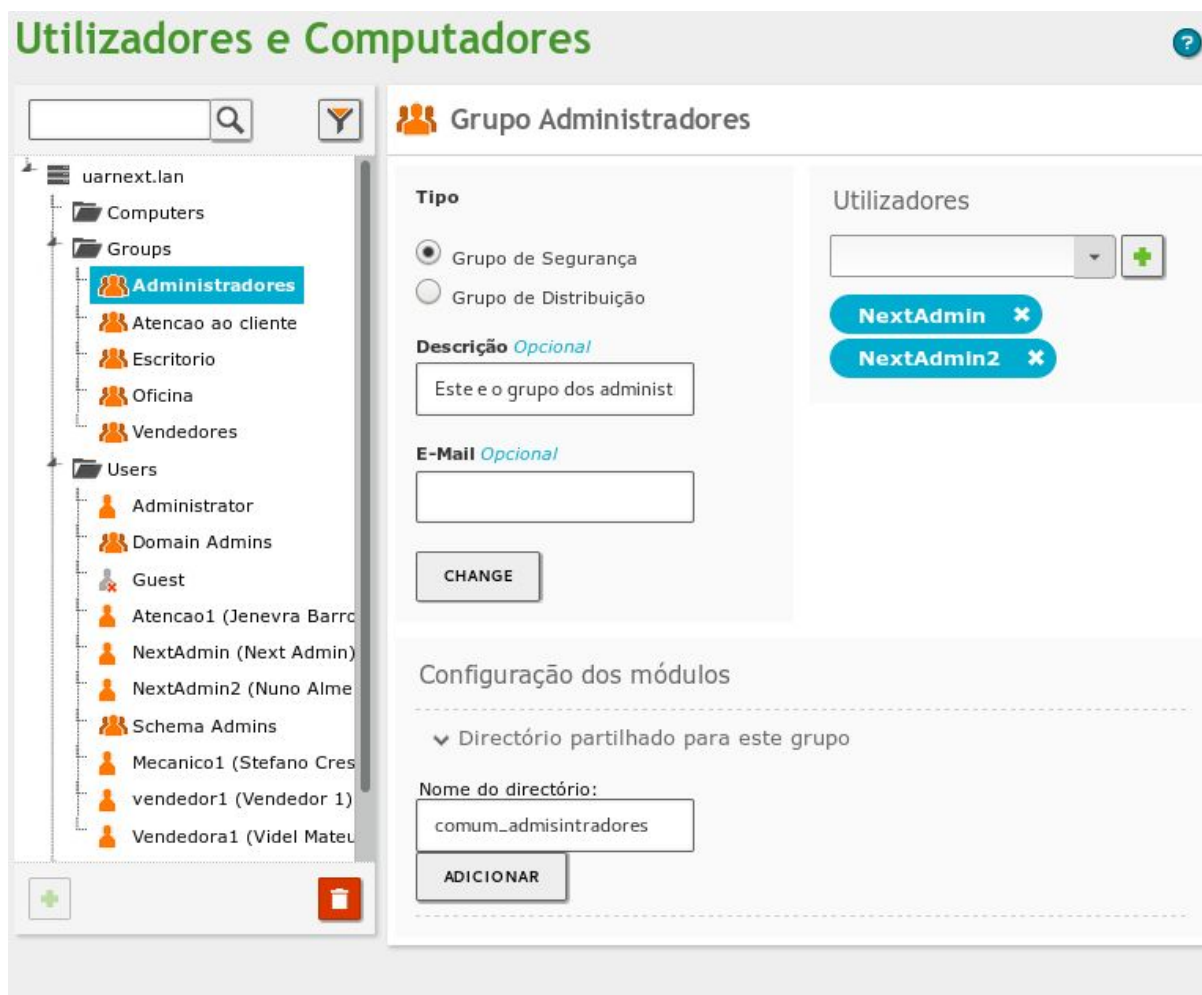 Utilizadores e Computadores
?
uarnext.lan
Computers
Groups
Administradores
Atencao ao cliente
Escritorio
Oficina
Vendedores
Users
Administrator
Domain Admins
Guest
Atencao1 (Jenevra Barro
NextAdmin (Next Admin)
NextAdmin2 (Nuno Alme
Schema Admins
Mecanico1 (Stefano Cres
vendedor1 (Vendedor 1)
Vendedora1 (Videl Mateu
Grupo Administradores
Tipo
Grupo de Segurança
Grupo de Distribuição
Descrição Opcional
Este e o grupo dos administ
E-Mail Opcional
CHANGE
Utilizadores
NextAdmin
NextAdmin2
Configuração dos módulos
Directório partilhado para este grupo
Nome do directório:
comum_admisintradores
ADICIONAR